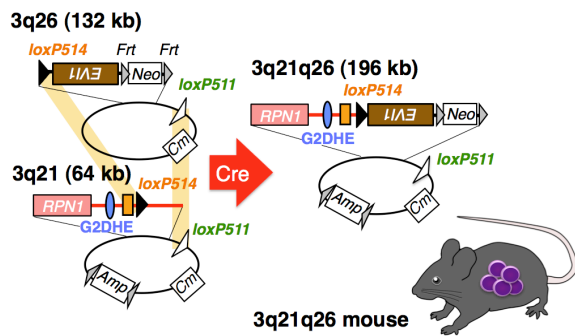 3q26 (132 kb)
loxP514 Frt Frt
EVI1 Neo
loxP511
Cm
3q21 (64 kb)
loxP514
RPN1
G2DHE
loxP511
Amp
Cm
Cre
3q21q26 (196 kb)
loxP514
RPN1 EVI1 Neo
G2DHE
loxP511
Amp
Cm
3q21q26 mouse